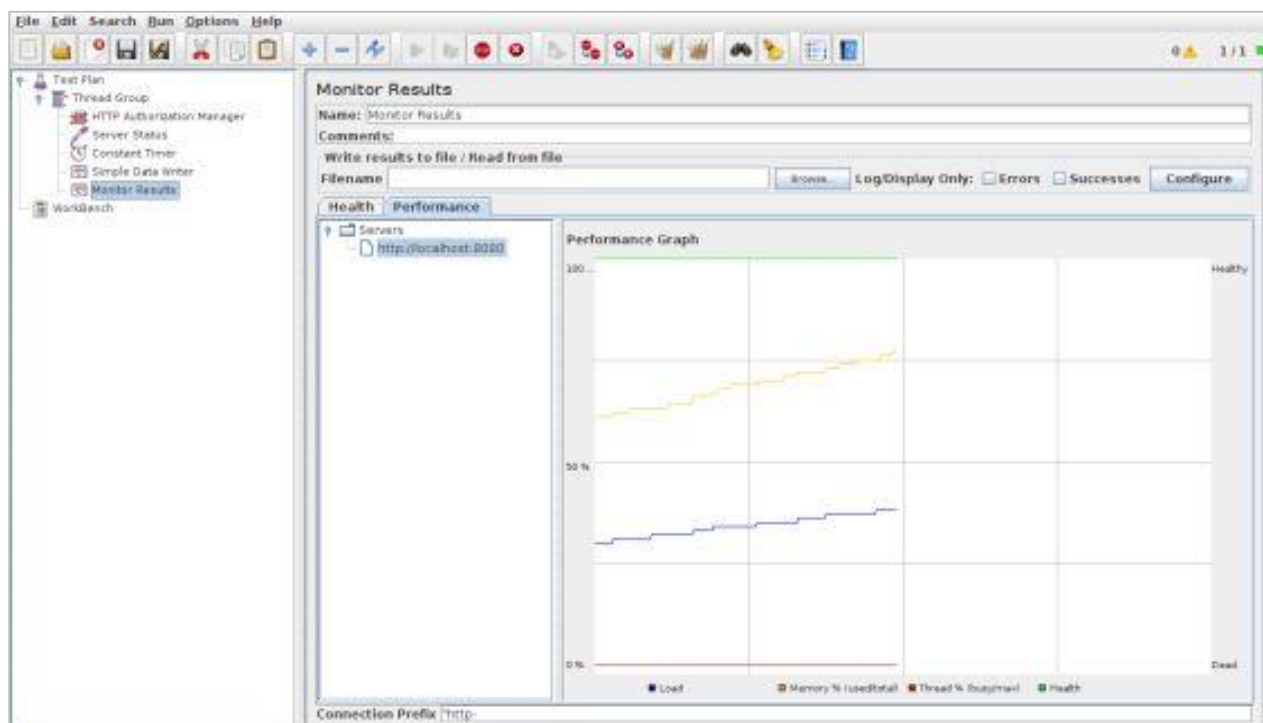 File Edit Search Run Options Help
0 1/1
Test Plan
Thread Group
HTTP Authorization Manager
Server Status
Constant Timer
Simple Data Writer
Monitor Results
WorkBench
Monitor Results
Name: Monitor Results
Comments:
Write results to file / Read from file
Filename Browse... Log/Display Only: Errors Successes Configure
Health Performance
Servers
http://localhost:8080
Performance Graph
100... Healthy
50 %
0 % Dead
Load Memory % (used/total) Thread % (busy/max) Health
Connection Prefix "http-